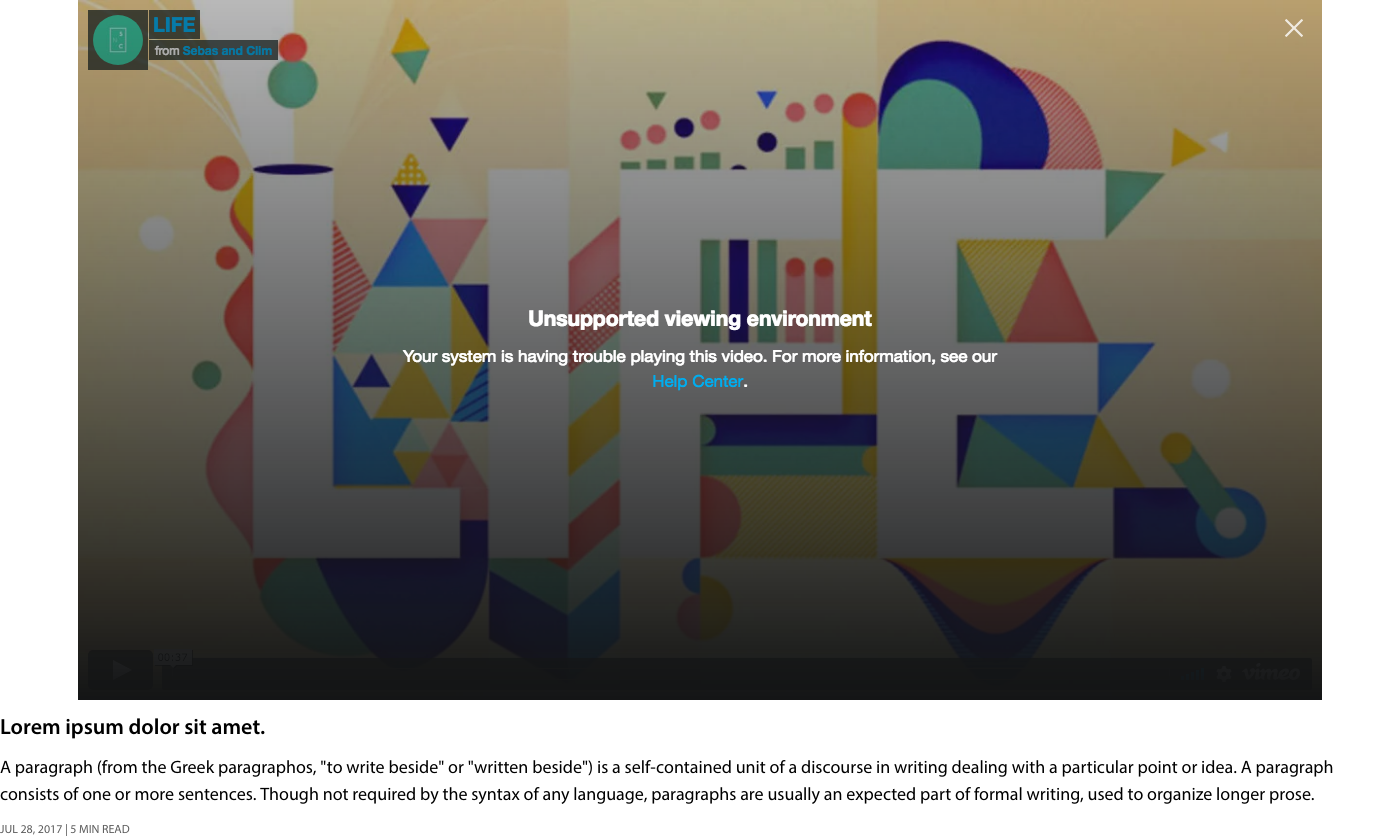 LIFE
from Sebas and Clim
LIFE
Unsupported viewing environment
Your system is having trouble playing this video. For more information, see our
Help Center.
00:37
vimeo
Lorem ipsum dolor sit amet.
A paragraph (from the Greek paragraphos, "to write beside" or "written beside") is a self-contained unit of a discourse in writing dealing with a particular point or idea. A paragraph
consists of one or more sentences. Though not required by the syntax of any language, paragraphs are usually an expected part of formal writing, used to organize longer prose.
JUL 28, 2017 | 5 MIN READ